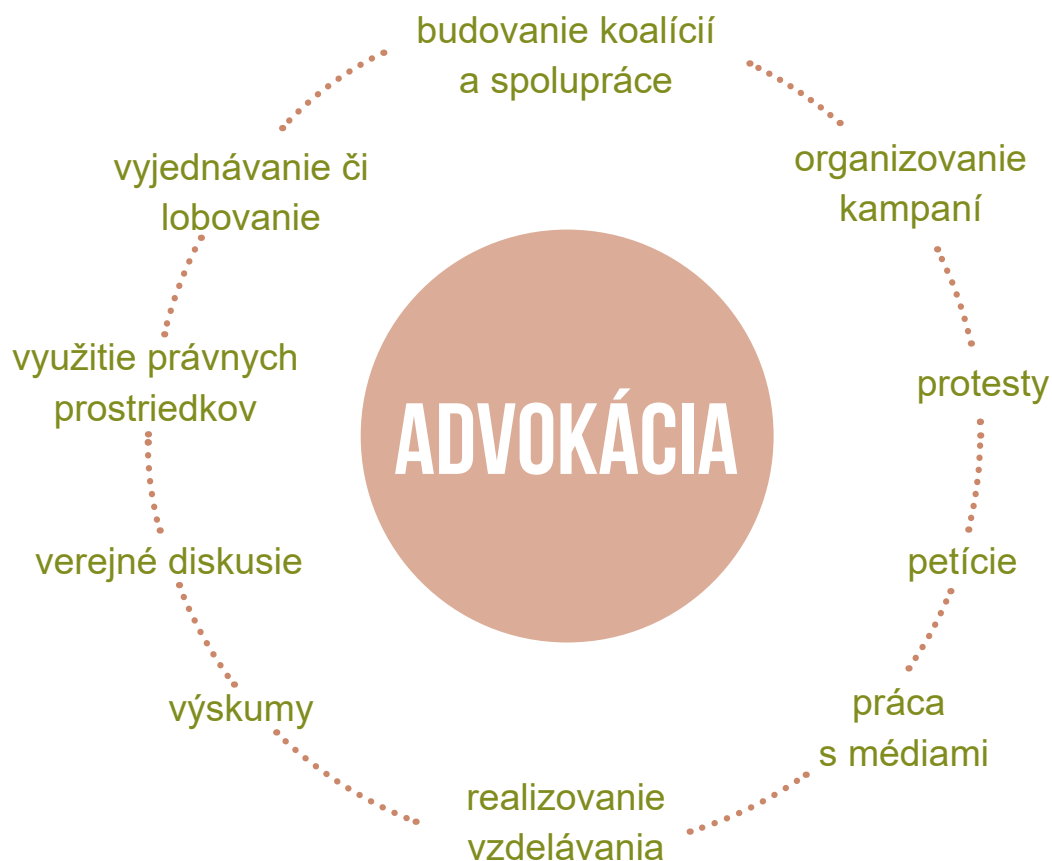 budovanie koalícií
a spolupráce
organizovanie
kampaní
protesty
petície
práca
s médiami
realizovanie
vzdelávania
výskumy
verejné diskusie
využitie právnych
prostriedkov
vyjednávanie či
lobovanie
ADVOKÁCIA